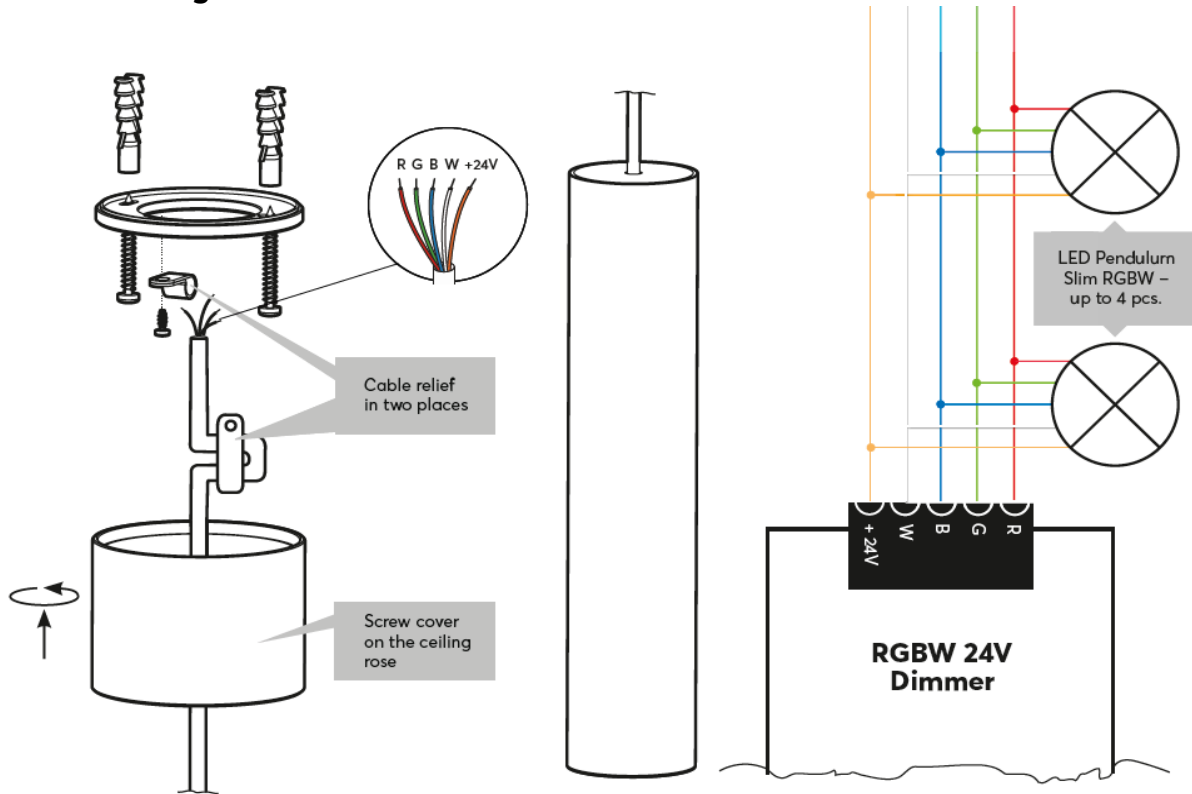 g
R G B W +24V
Cable relief
in two places
Screw cover
on the ceiling
rose
LED Pendulum
Slim RGBW –
up to 4 pcs.
+ 24V
W
B
G
R
RGBW 24V
Dimmer